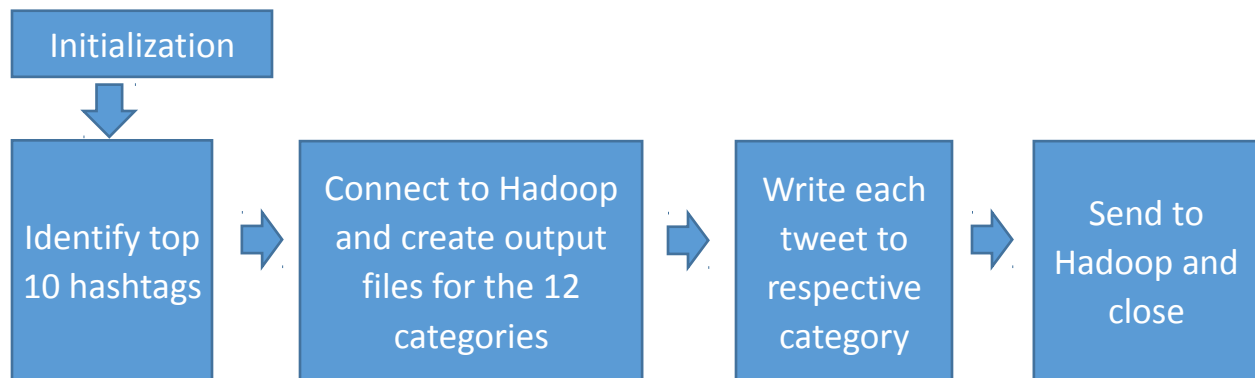 Initialization
Identify top
10 hashtags
Connect to Hadoop
and create output
files for the 12
categories
Write each
tweet to
respective
category
Send to
Hadoop and
close